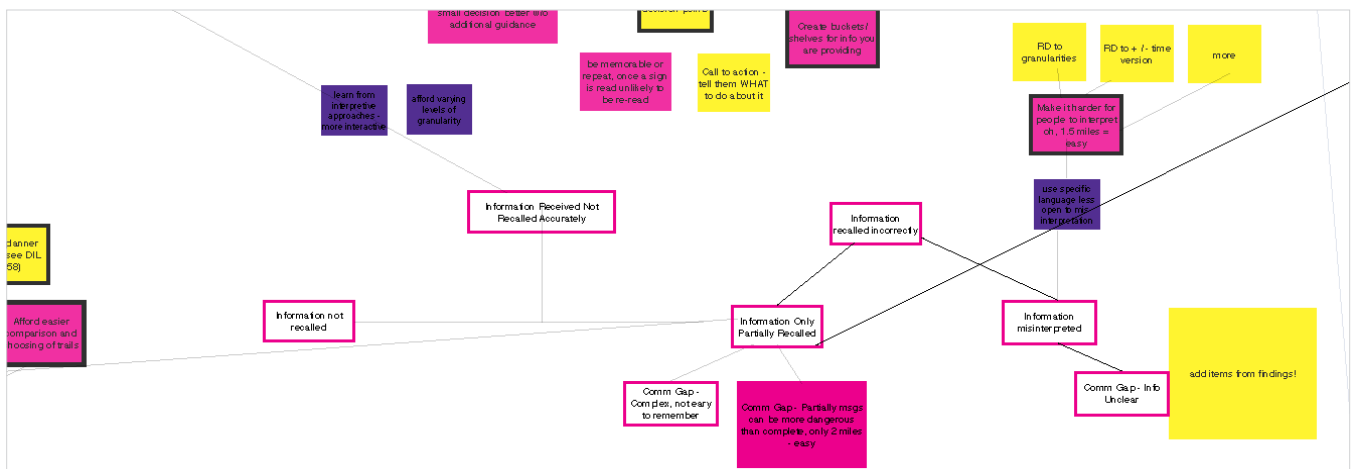 small decision better w/o
additional guidance
decision points
Create buckets/
shelves for info you
are providing
RD to
granularities
RD to + / - time
version
more
be memorable or
repeat, once a sign
is read unlikely to
be re-read
Call to action -
tell them WHAT
to do about it
learn from
interpretive
approaches -
more interactive
afford varying
levels of
granularity
Make it harder for
people to interpret
oh, 1.5 miles =
easy
use specific
language less
open to mis
interpretation
Information Received Not
Recalled Accurately
Information
recalled incorrectly
danner
see DIL
58)
Information not
recalled
Information Only
Partially Recalled
Information
misinterpreted
Afford easier
comparison and
hoosing of trails
add items from findings!
Comm Gap -
Complex, not eary
to remember
Comm Gap - Partially msgs
can be more dangerous
than complete, only 2 miles
- easy
Comm Gap - Info
Unclear